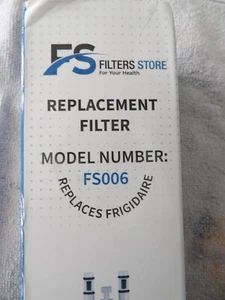 FS FILTERS STORE
For Your Health
REPLACEMENT
FILTER
MODEL NUMBER:
FS006
REPLACES FRIGIDAIRE